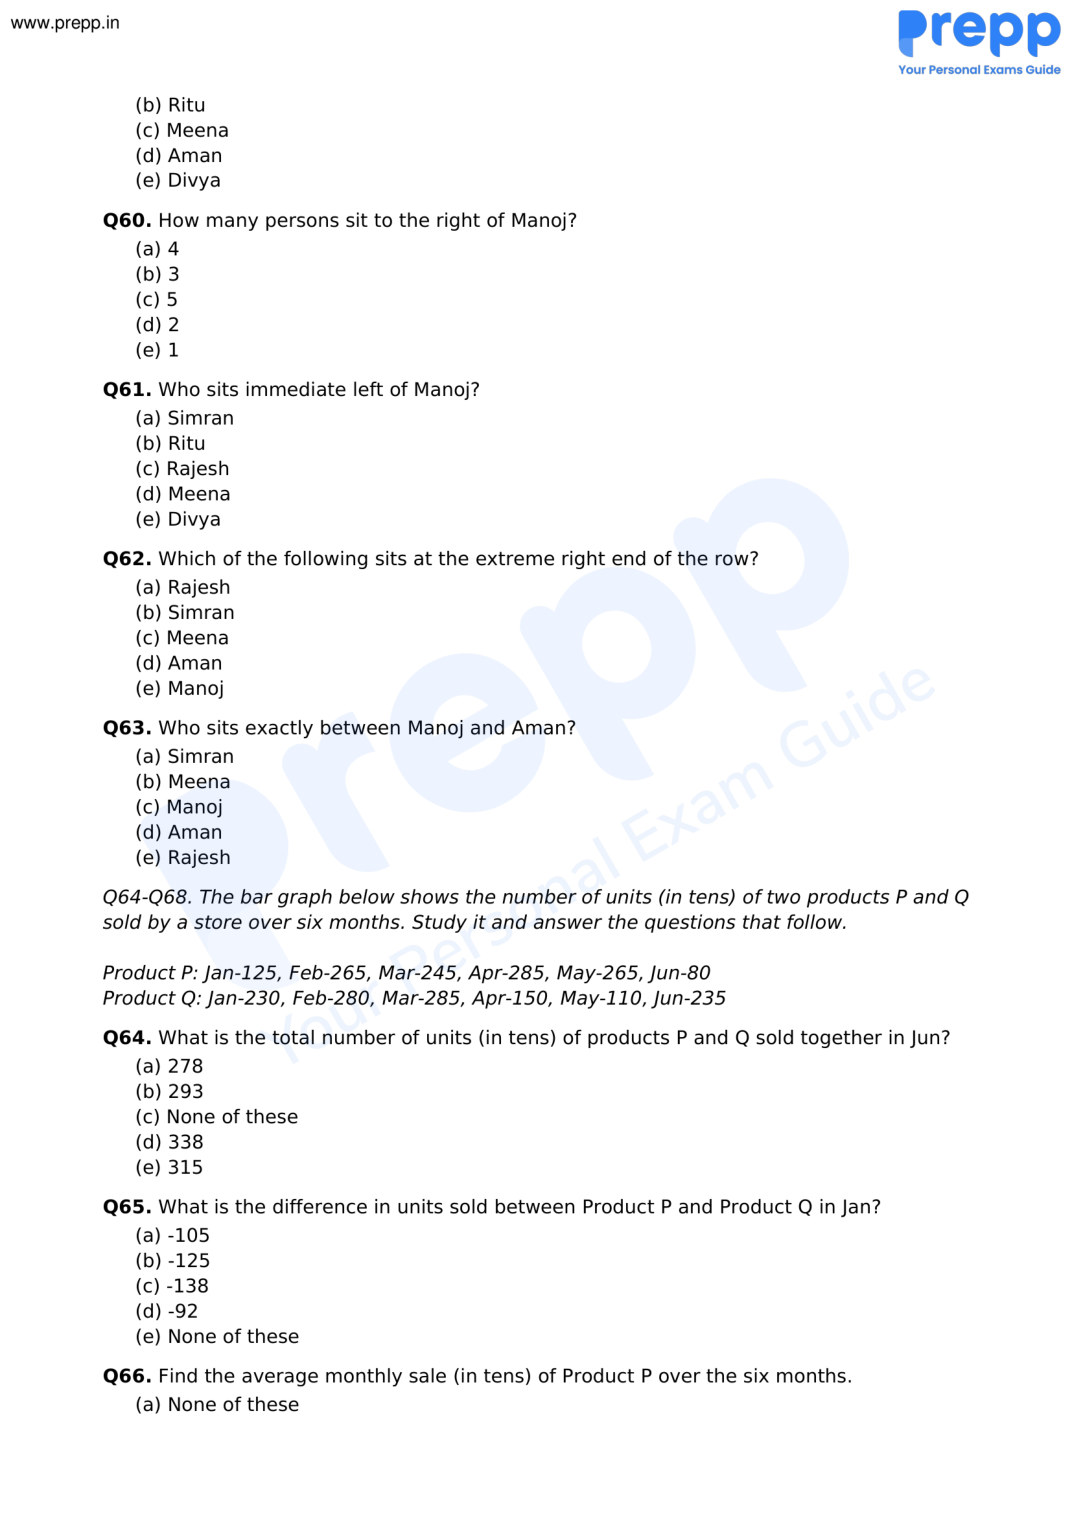 www.prepp.in
Prepp
Your Personal Exams Guide
(b) Ritu
(c) Meena
(d) Aman
(e) Divya
Q60. How many persons sit to the right of Manoj?
(a) 4
(b) 3
(c) 5
(d) 2
(e) 1
Q61. Who sits immediate left of Manoj?
(a) Simran
(b) Ritu
(c) Rajesh
(d) Meena
(e) Divya
Q62. Which of the following sits at the extreme right end of the row?
(a) Rajesh
(b) Simran
(c) Meena
(d) Aman
(e) Manoj
Q63. Who sits exactly between Manoj and Aman?
(a) Simran
(b) Meena
(c) Manoj
(d) Aman
(e) Rajesh
Q64-Q68. The bar graph below shows the number of units (in tens) of two products P and Q
sold by a store over six months. Study it and answer the questions that follow.
Product P: Jan-125, Feb-265, Mar-245, Apr-285, May-265, Jun-80
Product Q: Jan-230, Feb-280, Mar-285, Apr-150, May-110, Jun-235
Q64. What is the total number of units (in tens) of products P and Q sold together in Jun?
(a) 278
(b) 293
(c) None of these
(d) 338
(e) 315
Q65. What is the difference in units sold between Product P and Product Q in Jan?
(a) -105
(b) -125
(c) -138
(d) -92
(e) None of these
Q66. Find the average monthly sale (in tens) of Product P over the six months.
(a) None of these
Prepp
Your Personal Exam Guide